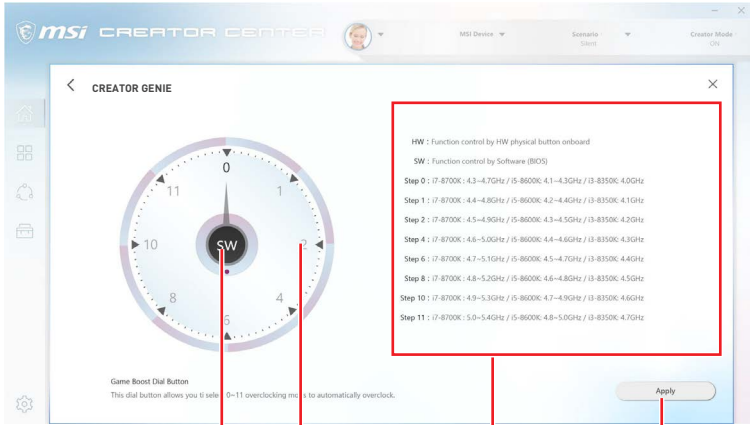 msi CREATOR CENTER
MSI Device
Scenario
Silent
Creator Mode
ON
CREATOR GENIE
0
1
2
4
6
8
10
11
SW
HW : Function control by HW physical button onboard
SW : Function control by Software (BIOS)
Step 0 : i7-8700K : 4.3~4.7GHz / i5-8600K: 4.1~4.3GHz / i3-8350K: 4.0GHz
Step 1 : i7-8700K : 4.4~4.8GHz / i5-8600K: 4.2~4.4GHz / i3-8350K: 4.1GHz
Step 2 : i7-8700K : 4.5~4.9GHz / i5-8600K: 4.3~4.5GHz / i3-8350K: 4.2GHz
Step 4 : i7-8700K : 4.6~5.0GHz / i5-8600K: 4.4~4.6GHz / i3-8350K: 4.3GHz
Step 6 : i7-8700K : 4.7~5.1GHz / i5-8600K: 4.5~4.7GHz / i3-8350K: 4.4GHz
Step 8 : i7-8700K : 4.8~5.2GHz / i5-8600K: 4.6~4.8GHz / i3-8350K: 4.5GHz
Step 10 : i7-8700K : 4.9~5.3GHz / i5-8600K: 4.7~4.9GHz / i3-8350K: 4.6GHz
Step 11 : i7-8700K : 5.0~5.4GHz / i5-8600K: 4.8~5.0GHz / i3-8350K: 4.7GHz
Game Boost Dial Button
This dial button allows you 0~11 overclocking to automatically overclock.
Apply